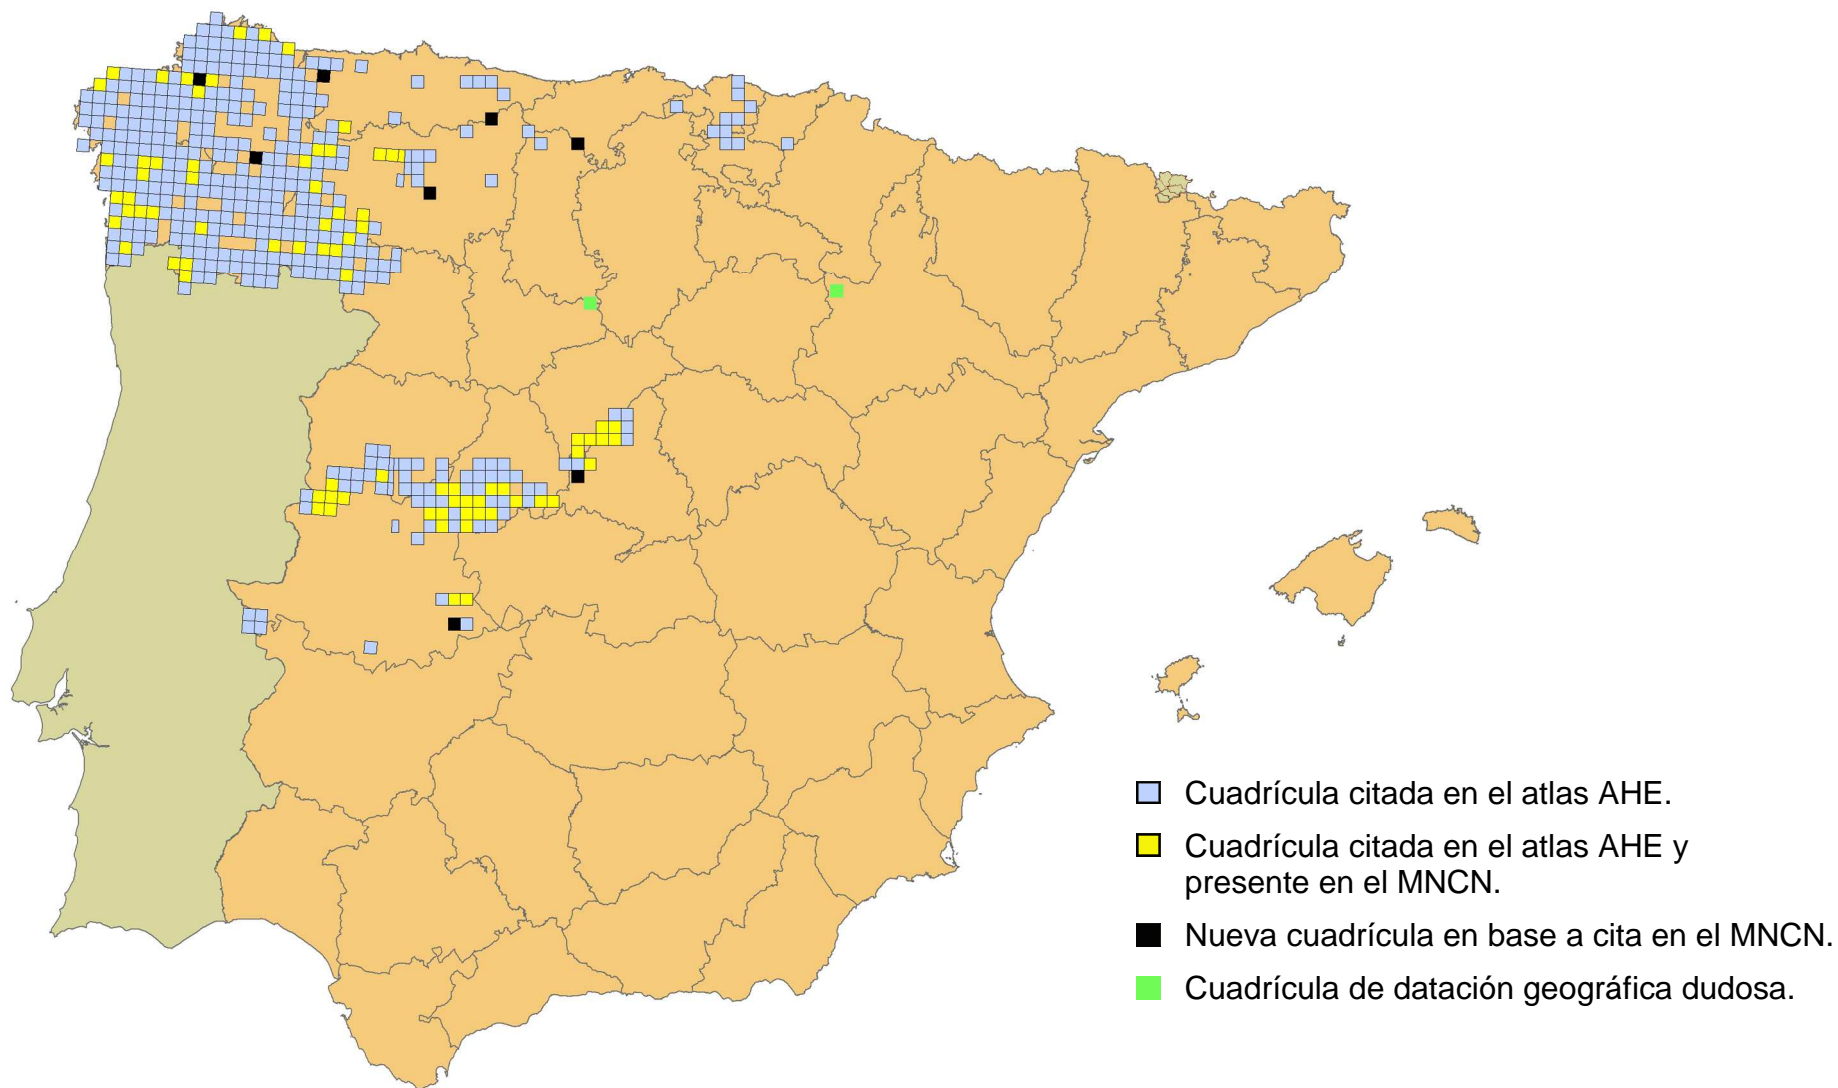 Cuadrícula citada en el atlas AHE.
Cuadrícula citada en el atlas AHE y
presente en el MNCN.
Nueva cuadrícula en base a cita en el MNCN.
Cuadrícula de datación geográfica dudosa.